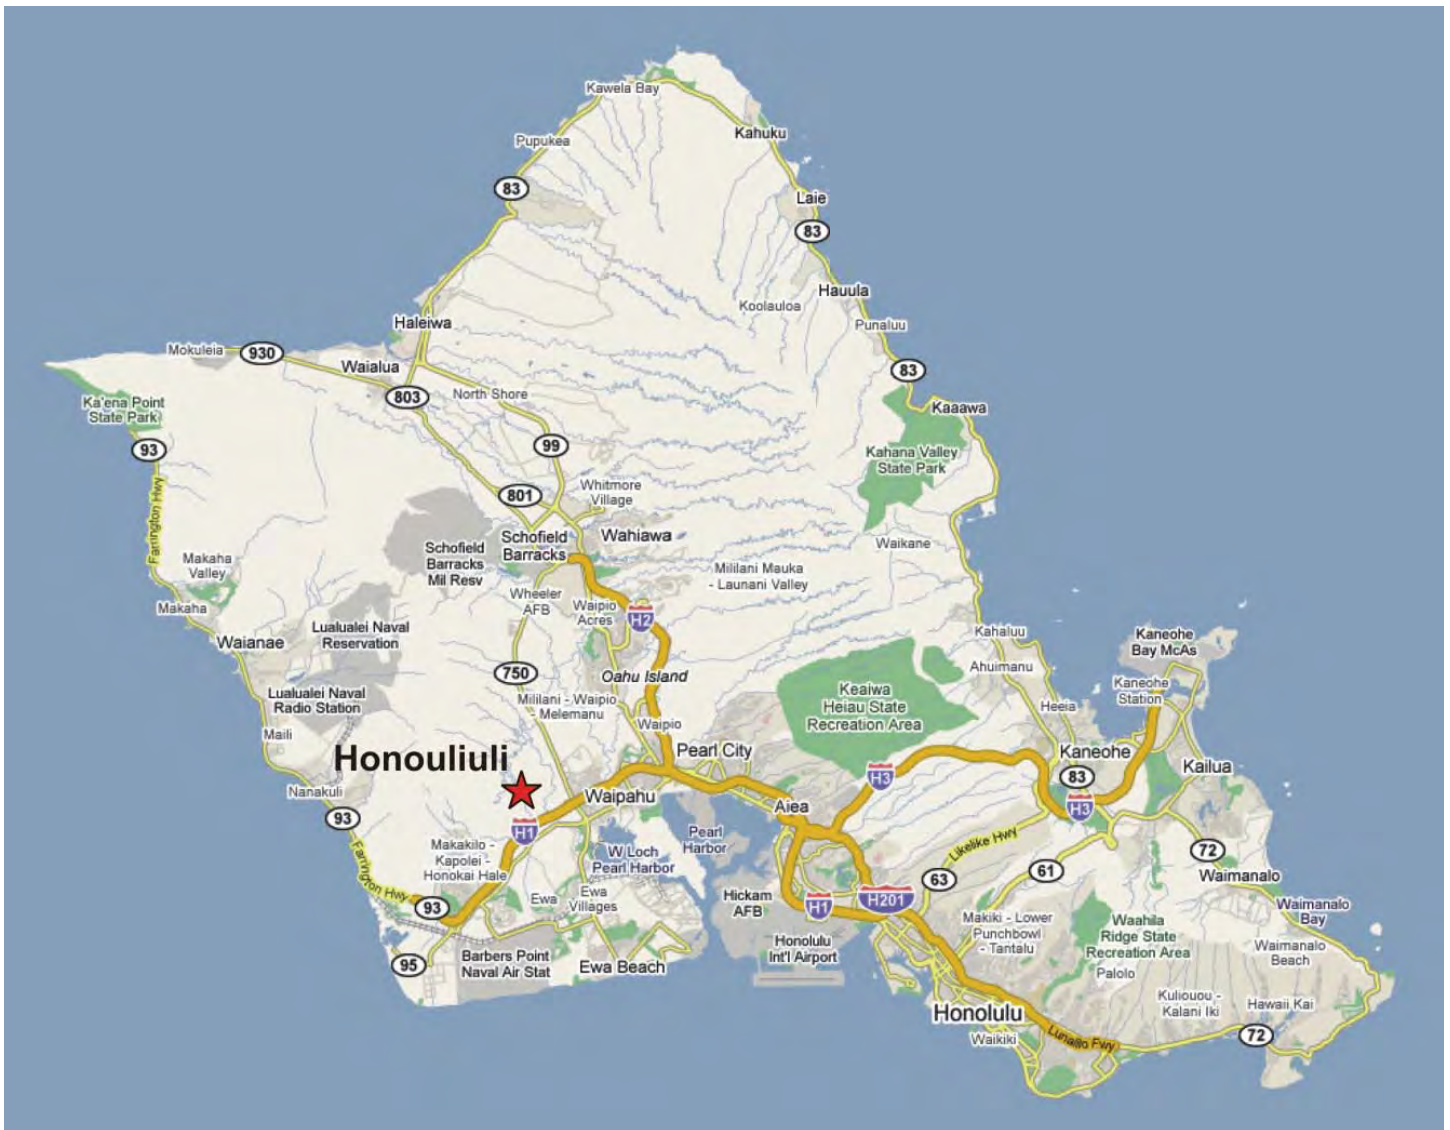 Kawela Bay
Kahuku
Pupukea
83
Laie
83
Hauula
Koolauloa
Haleiwa
Punaluu
Mokuleia
930
Waialua
83
803
North Shore
Ka'ena Point
State Park
Kaaawa
93
99
Kahana Valley
State Park
Farrington Hwy
801
Whitmore
Village
Schofield
Barracks
Wahiawa
Waikane
Schofield
Barracks
Mil Resv
Makaha
Valley
Mililani Mauka
- Launani Valley
Wheeler
AFB
Waipio
Acres
H2
Makaha
Waianae
Lualualei Naval
Reservation
Kahaluu
Kaneohe
Bay McAs
750
Oahu Island
Ahuimanu
Kaneohe
Station
Lualualei Naval
Radio Station
Mililani - Waipio
Melemanu
Keaiwa
Heiau State
Recreation Area
Heeia
Maili
Waipio
Honouliuli
Pearl City
Kaneohe
Kailua
H3
83
Nanakuli
Waipahu
Aiea
H3
93
H1
Pearl
Harbor
Likelike Hwy
Makakilo -
Kapolei -
Honokai Hale
W Loch
Pearl Harbor
72
Farrington Hwy
61
63
Waimanalo
93
Ewa
Ewa
Villages
Hickam
AFB
H1
H201
Makiki - Lower
Punchbowl
- Tantalu
Waahila
Ridge State
Recreation Area
Waimanalo
Bay
95
Barbers Point
Naval Air Stat
Ewa Beach
Honolulu
Int'l Airport
Palolo
Waimanalo
Beach
Honolulu
Kuliouou -
Kalani Iki
Hawaii Kai
Waikiki
Lunalilo Fwy
72